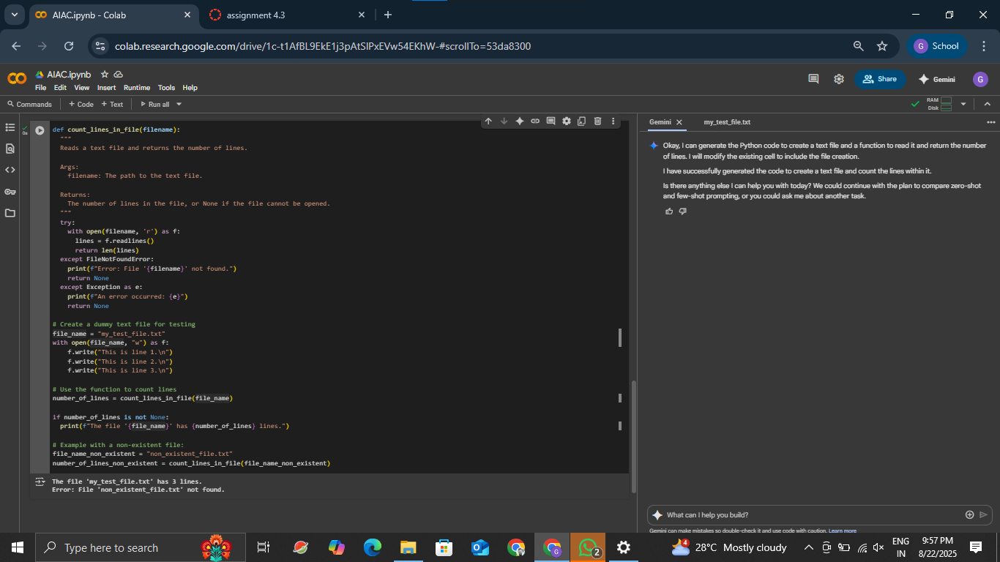 AIAC.ipynb - Colab
assignment 4.3
colab.research.google.com/drive/1c-t1AfBL9EkE1j3pAtSIPxEVw54EKhW-#scrollTo=53da8300
G School
AIAC.ipynb
File Edit View Insert Runtime Tools Help
Share
Gemini
G
Commands + Code + Text Run all
RAM
Disk
0s
def count_lines_in_file(filename):
"""
Reads a text file and returns the number of lines.
Args:
filename: The path to the text file.
Returns:
The number of lines in the file, or None if the file cannot be opened.
"""
try:
with open(filename, 'r') as f:
lines = f.readlines()
return len(lines)
except FileNotFoundError:
print(f"Error: File '{filename}' not found.")
return None
except Exception as e:
print(f"An error occurred: {e}")
return None
# Create a dummy text file for testing
file_name = "my_test_file.txt"
with open(file_name, "w") as f:
f.write("This is line 1.\n")
f.write("This is line 2.\n")
f.write("This is line 3.\n")
# Use the function to count lines
number_of_lines = count_lines_in_file(file_name)
if number_of_lines is not None:
print(f"The file '{file_name}' has {number_of_lines} lines.")
# Example with a non-existent file:
file_name_non_existent = "non_existent_file.txt"
number_of_lines_non_existent = count_lines_in_file(file_name_non_existent)
The file 'my_test_file.txt' has 3 lines.
Error: File 'non_existent_file.txt' not found.
Gemini
my_test_file.txt
Okay, I can generate the Python code to create a text file and a function to read it and return the number
of lines. I will modify the existing cell to include the file creation.
I have successfully generated the code to create a text file and count the lines within it.
Is there anything else I can help you with today? We could continue with the plan to compare zero-shot
and few-shot prompting, or you could ask me about another task.
What can I help you build?
Gemini can make mistakes so double-check it and use code with caution. Learn more
Type here to search
G
2
4
28°C Mostly cloudy
ENG
IN
9:57 PM
8/22/2025